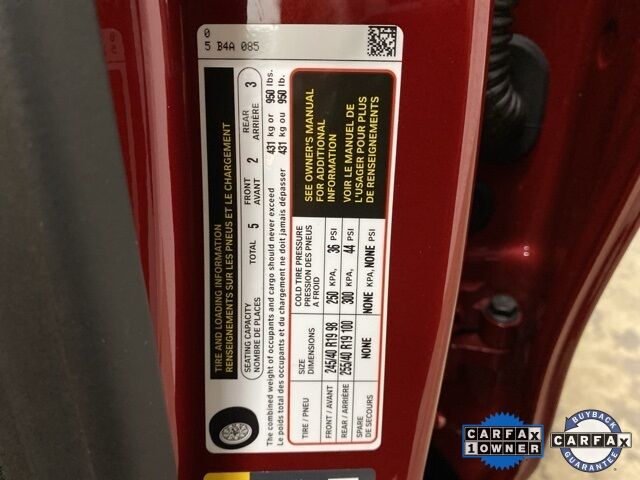 0
5 B4A 085
TIRE AND LOADING INFORMATION
RENSEIGNEMENTS SUR LES PNEUS ET LE CHARGEMENT
SEATING CAPACITY TOTAL 5 FRONT 2 REAR 3
NOMBRE DE PLACES AVANT ARRIÈRE
The combined weight of occupants and cargo should never exceed 431 kg or 950 lbs.
Le poids total des occupants et du chargement ne doit jamais dépasser 431 kg ou 950 lb.
TIRE / PNEU SIZE DIMENSIONS COLD TIRE PRESSURE PRESSION DES PNEUS A FROID
FRONT / AVANT 245/40 R19 98 250 KPA, 36 PSI
REAR / ARRIÈRE 255/40 R19 100 300 KPA, 44 PSI
SPARE DE SECOURS NONE NONE KPA, NONE PSI
SEE OWNER'S MANUAL
FOR ADDITIONAL
INFORMATION
VOIR LE MANUEL DE
L'USAGER POUR PLUS
DE RENSEIGNEMENTS
CARFAX
1 OWNER
BUYBACK
CARFAX